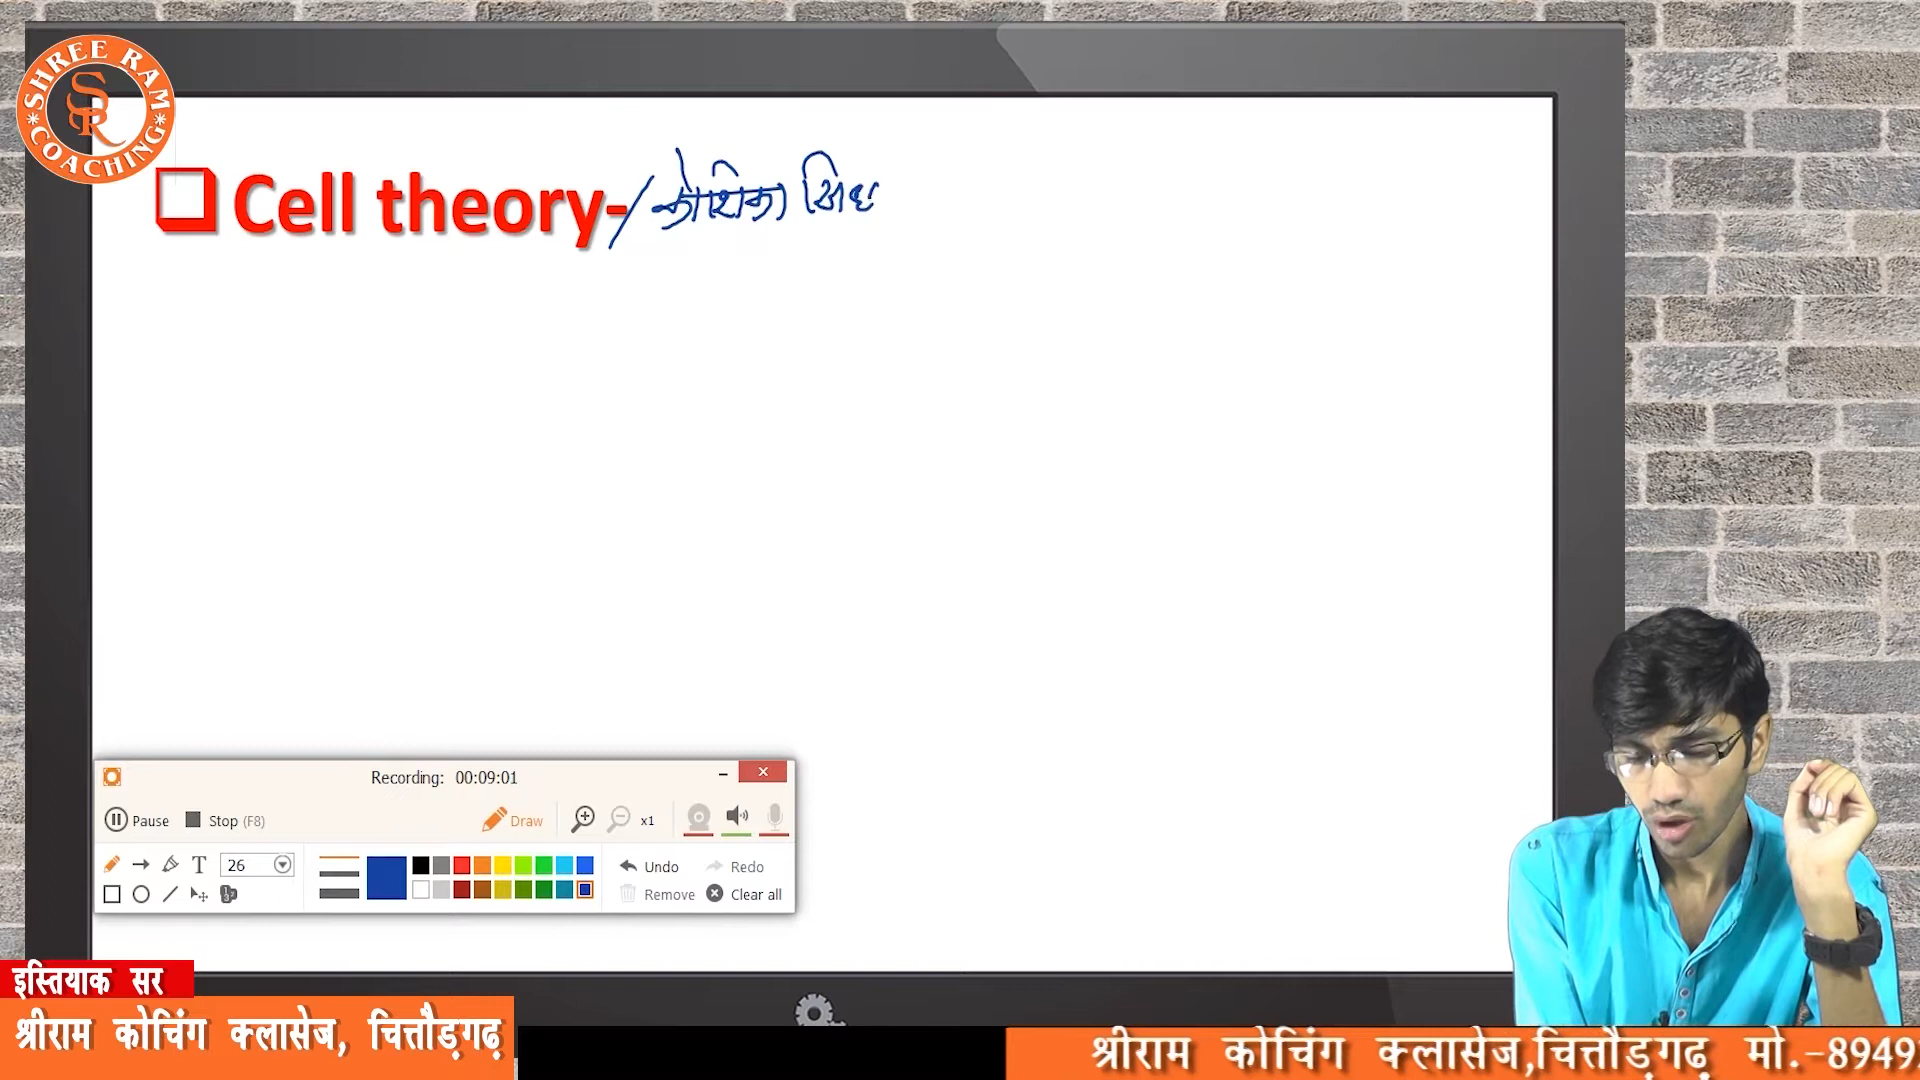 SHREE RAM
SR
COACHING
Cell theory-/कोशिका सिध
Recording: 00:09:01
Pause Stop (F8) Draw x1
T 26 Undo Redo
Remove Clear all
इस्तियाक सर
श्रीराम कोचिंग क्लासेज, चित्तौड़गढ़
श्रीराम कोचिंग क्लासेज,चित्तौड़गढ़ मो.-8949